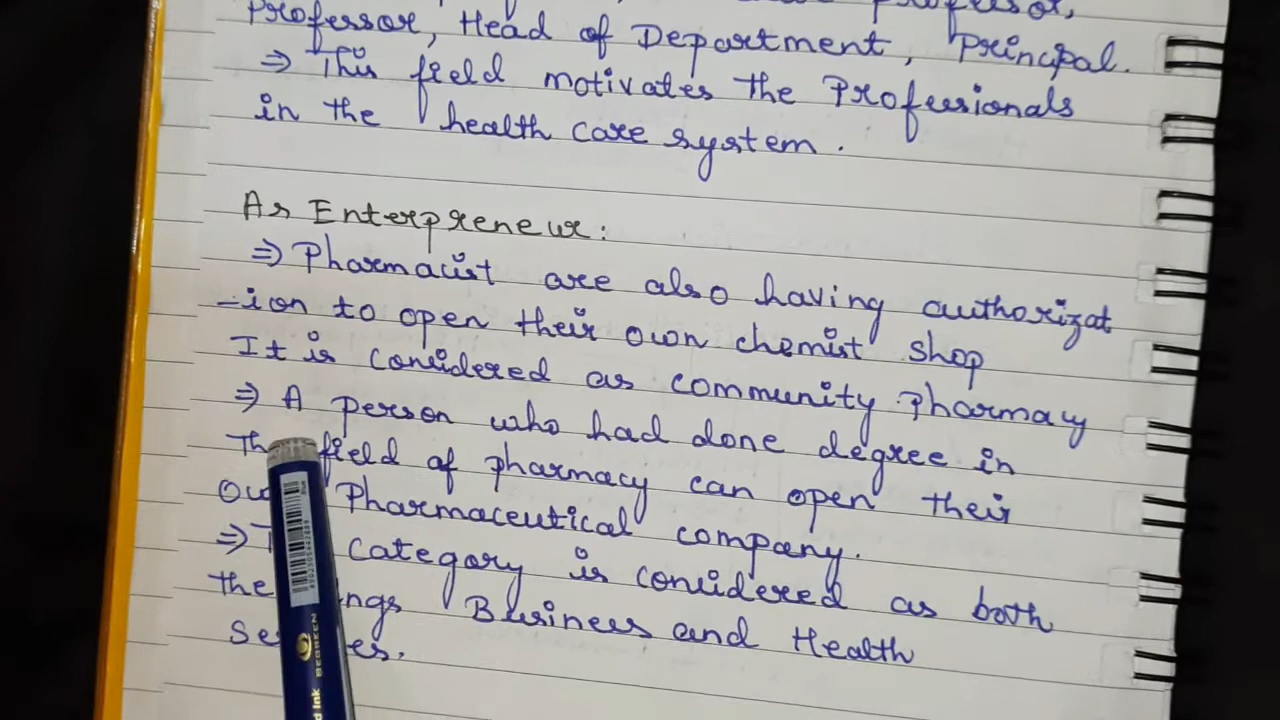 Professor,
Professor, Head of Department, Principal.
⇒ This field motivates the Professionals
in the health care system.
As Enterpreneur:
⇒ Pharmacist are also having authorizat
-ion to open their own chemist shop
It is considered as community pharmacy
⇒ A person who had done degree in
field of pharmacy can open their
Pharmaceutical company.
⇒ category is considered as both
the Business and Health